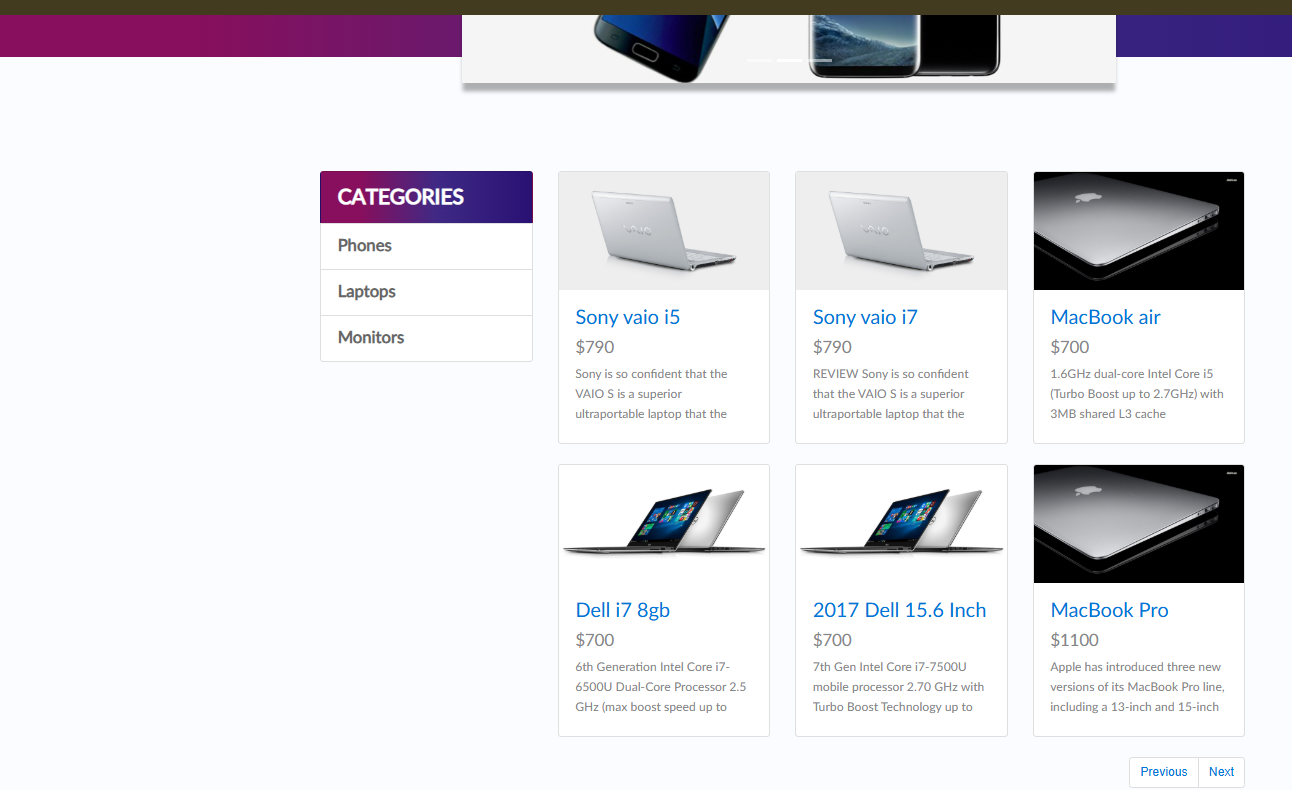 CATEGORIES
Phones
Laptops
Monitors
VAIO
Sony vaio i5
$790
Sony is so confident that the
VAIO S is a superior
ultraportable laptop that the
VAIO
Sony vaio i7
$790
REVIEW Sony is so confident
that the VAIO S is a superior
ultraportable laptop that the
MacBook air
$700
1.6GHz dual-core Intel Core i5
(Turbo Boost up to 2.7GHz) with
3MB shared L3 cache
Dell i7 8gb
$700
6th Generation Intel Core i7-
6500U Dual-Core Processor 2.5
GHz (max boost speed up to
2017 Dell 15.6 Inch
$700
7th Gen Intel Core i7-7500U
mobile processor 2.70 GHz with
Turbo Boost Technology up to
MacBook Pro
$1100
Apple has introduced three new
versions of its MacBook Pro line,
including a 13-inch and 15-inch
Previous
Next